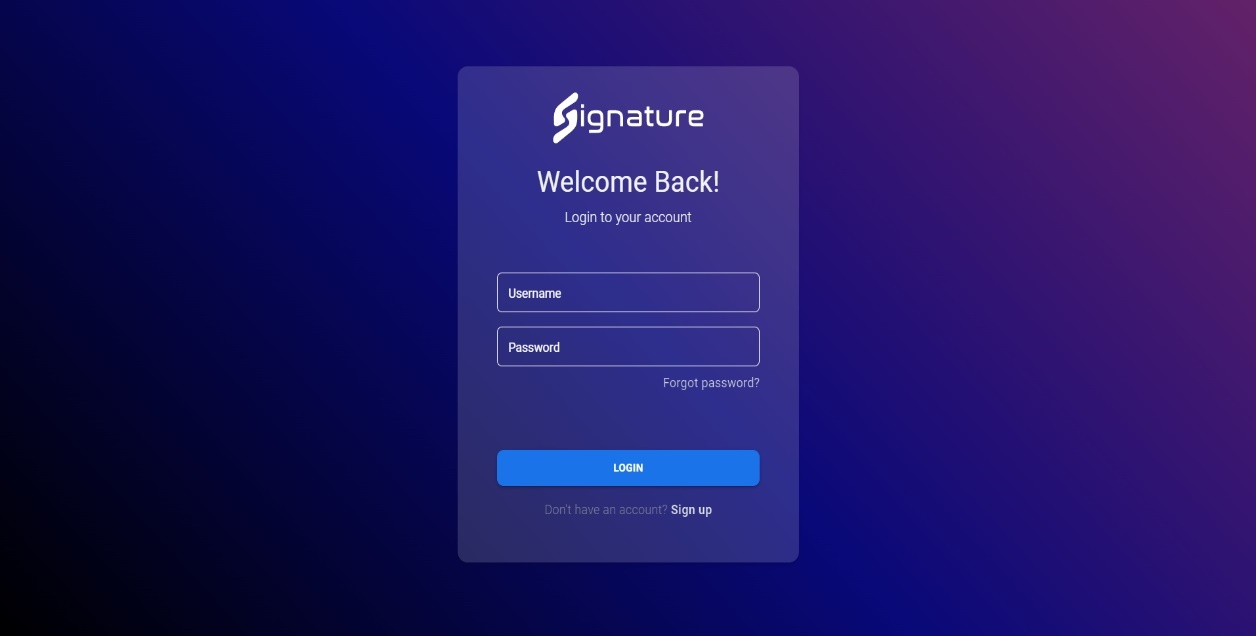 Signature
Welcome Back!
Login to your account
Username
Password
Forgot password?
LOGIN
Don't have an account? Sign up